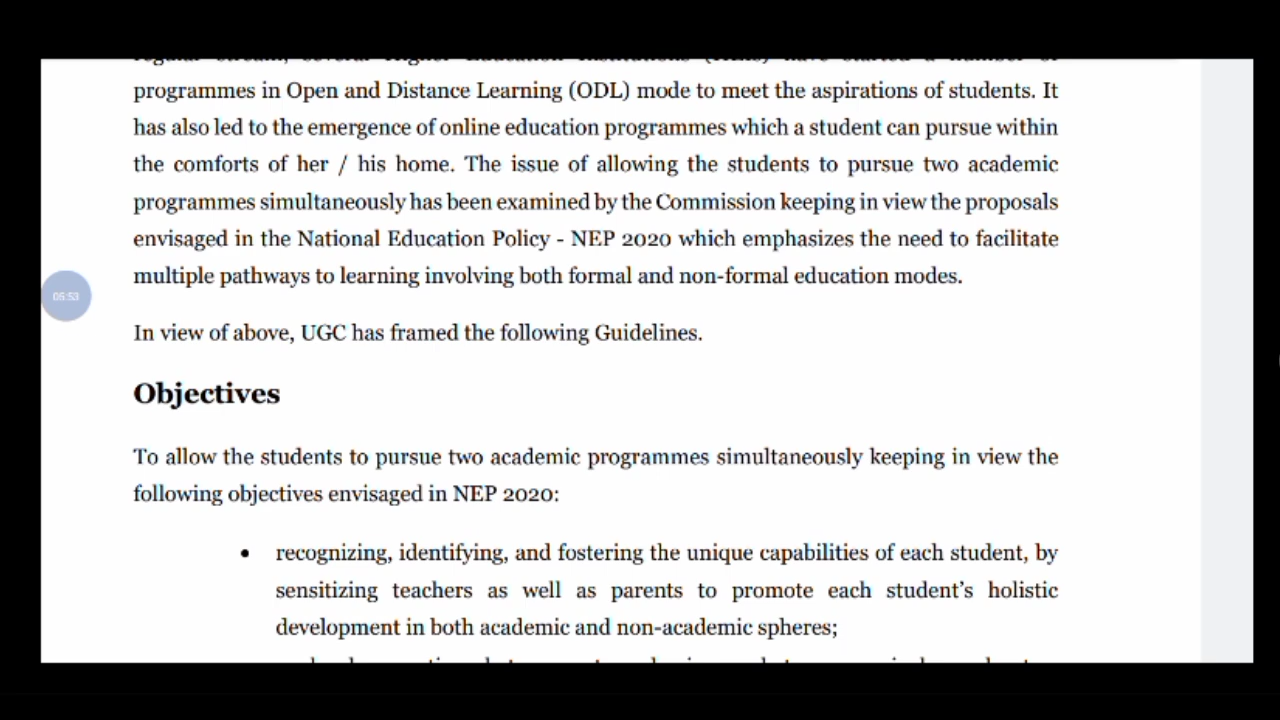 programmes in Open and Distance Learning (ODL) mode to meet the aspirations of students. It
has also led to the emergence of online education programmes which a student can pursue within
the comforts of her / his home. The issue of allowing the students to pursue two academic
programmes simultaneously has been examined by the Commission keeping in view the proposals
envisaged in the National Education Policy - NEP 2020 which emphasizes the need to facilitate
multiple pathways to learning involving both formal and non-formal education modes.
05:53
In view of above, UGC has framed the following Guidelines.
Objectives
To allow the students to pursue two academic programmes simultaneously keeping in view the
following objectives envisaged in NEP 2020:
• recognizing, identifying, and fostering the unique capabilities of each student, by
sensitizing teachers as well as parents to promote each student’s holistic
development in both academic and non-academic spheres;